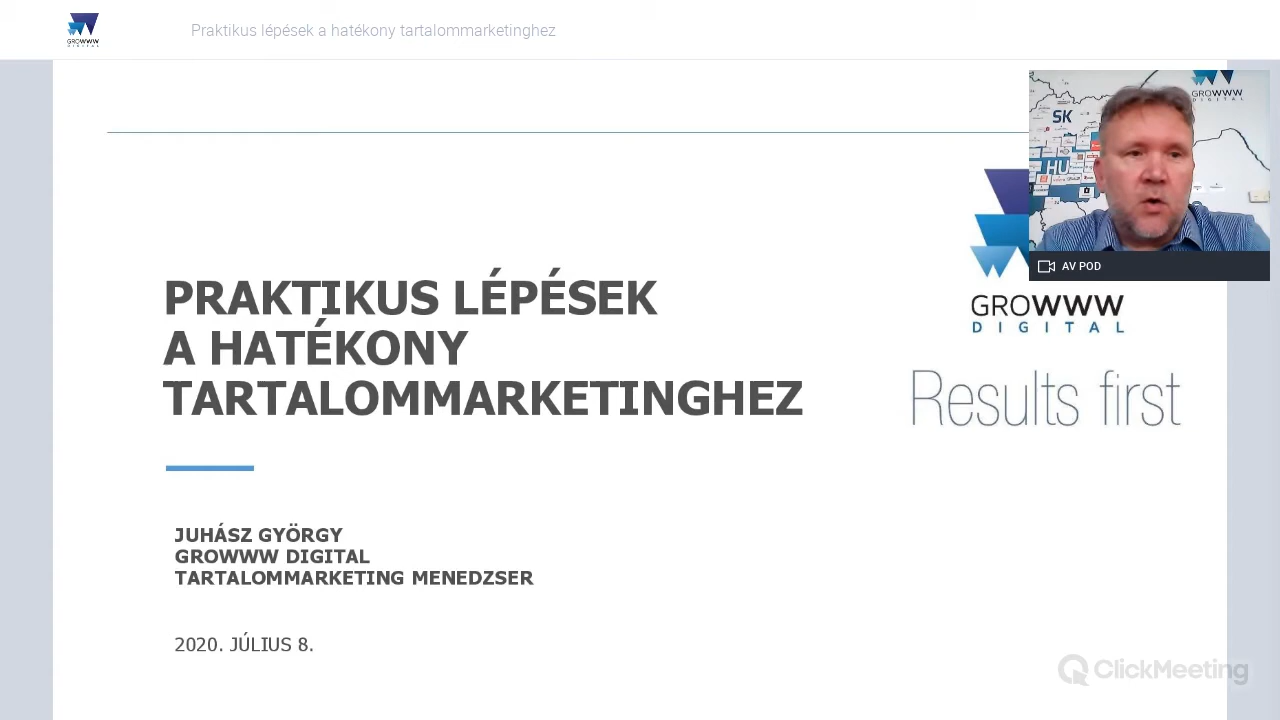 GROWWW
DIGITAL
Praktikus lépések a hatékony tartalommarketinghez
GROWWW
DIGITAL
SK
HU
AV POD
PRAKTIKUS LÉPÉSEK
A HATÉKONY
TARTALOMMARKETINGHEZ
GROWWW
DIGITAL
Results first
JUHÁSZ GYÖRGY
GROWWW DIGITAL
TARTALOMMARKETING MENEDZSER
2020. JÚLIUS 8.
ClickMeeting